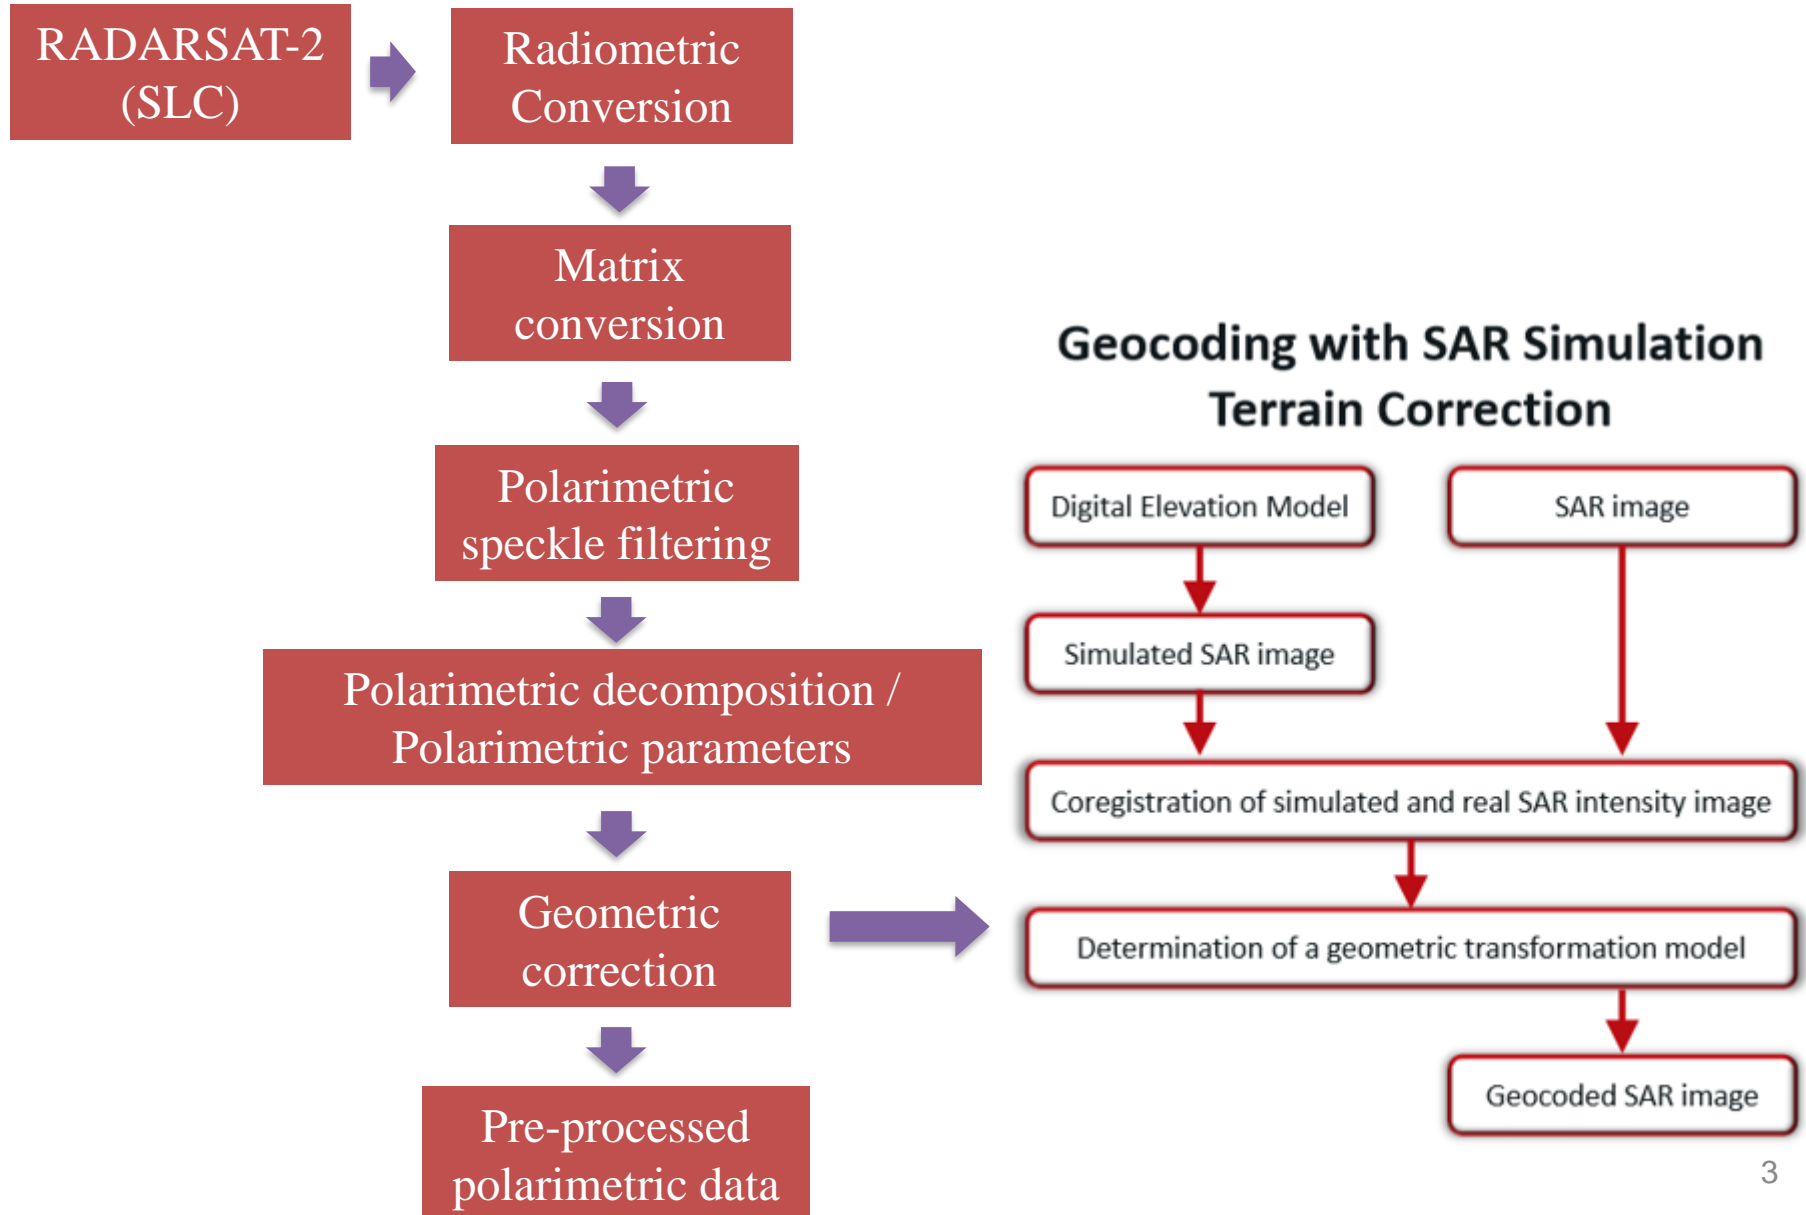 RADARSAT-2
(SLC)
Radiometric
Conversion
Matrix
conversion
Polarimetric
speckle filtering
Polarimetric decomposition /
Polarimetric parameters
Geometric
correction
Pre-processed
polarimetric data
Geocoding with SAR Simulation
Terrain Correction
Digital Elevation Model
SAR image
Simulated SAR image
Coregistration of simulated and real SAR intensity image
Determination of a geometric transformation model
Geocoded SAR image
3